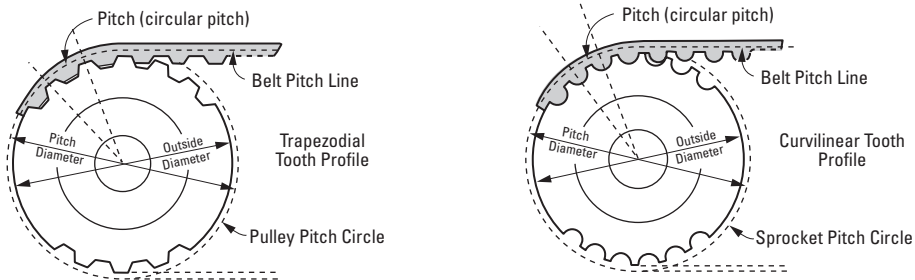 Pitch (circular pitch)
Belt Pitch Line
Pitch
Diameter
Outside
Diameter
Trapezodial
Tooth Profile
Pulley Pitch Circle
Pitch (circular pitch)
Belt Pitch Line
Pitch
Diameter
Outside
Diameter
Curvilinear Tooth
Profile
Sprocket Pitch Circle